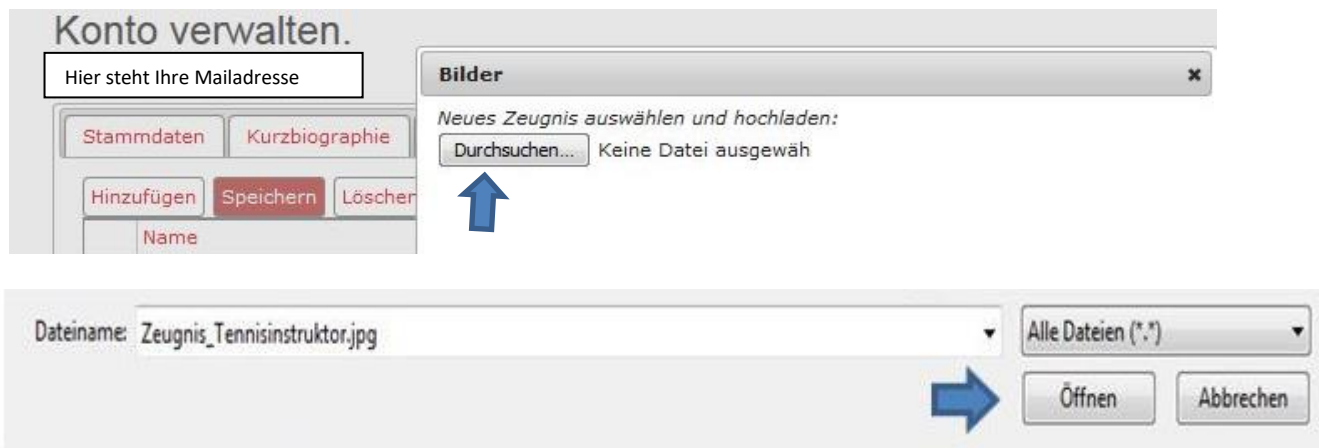 Konto verwalten.
Hier steht Ihre Mailadresse
Bilder
Neues Zeugnis auswählen und hochladen:
Durchsuchen... Keine Datei ausgewäh
Stammdaten Kurzbiographie
Hinzufügen Speichern Löschen
Name
Dateiname: Zeugnis_Tennisinstruktor.jpg Alle Dateien (*.*)
Öffnen Abbrechen